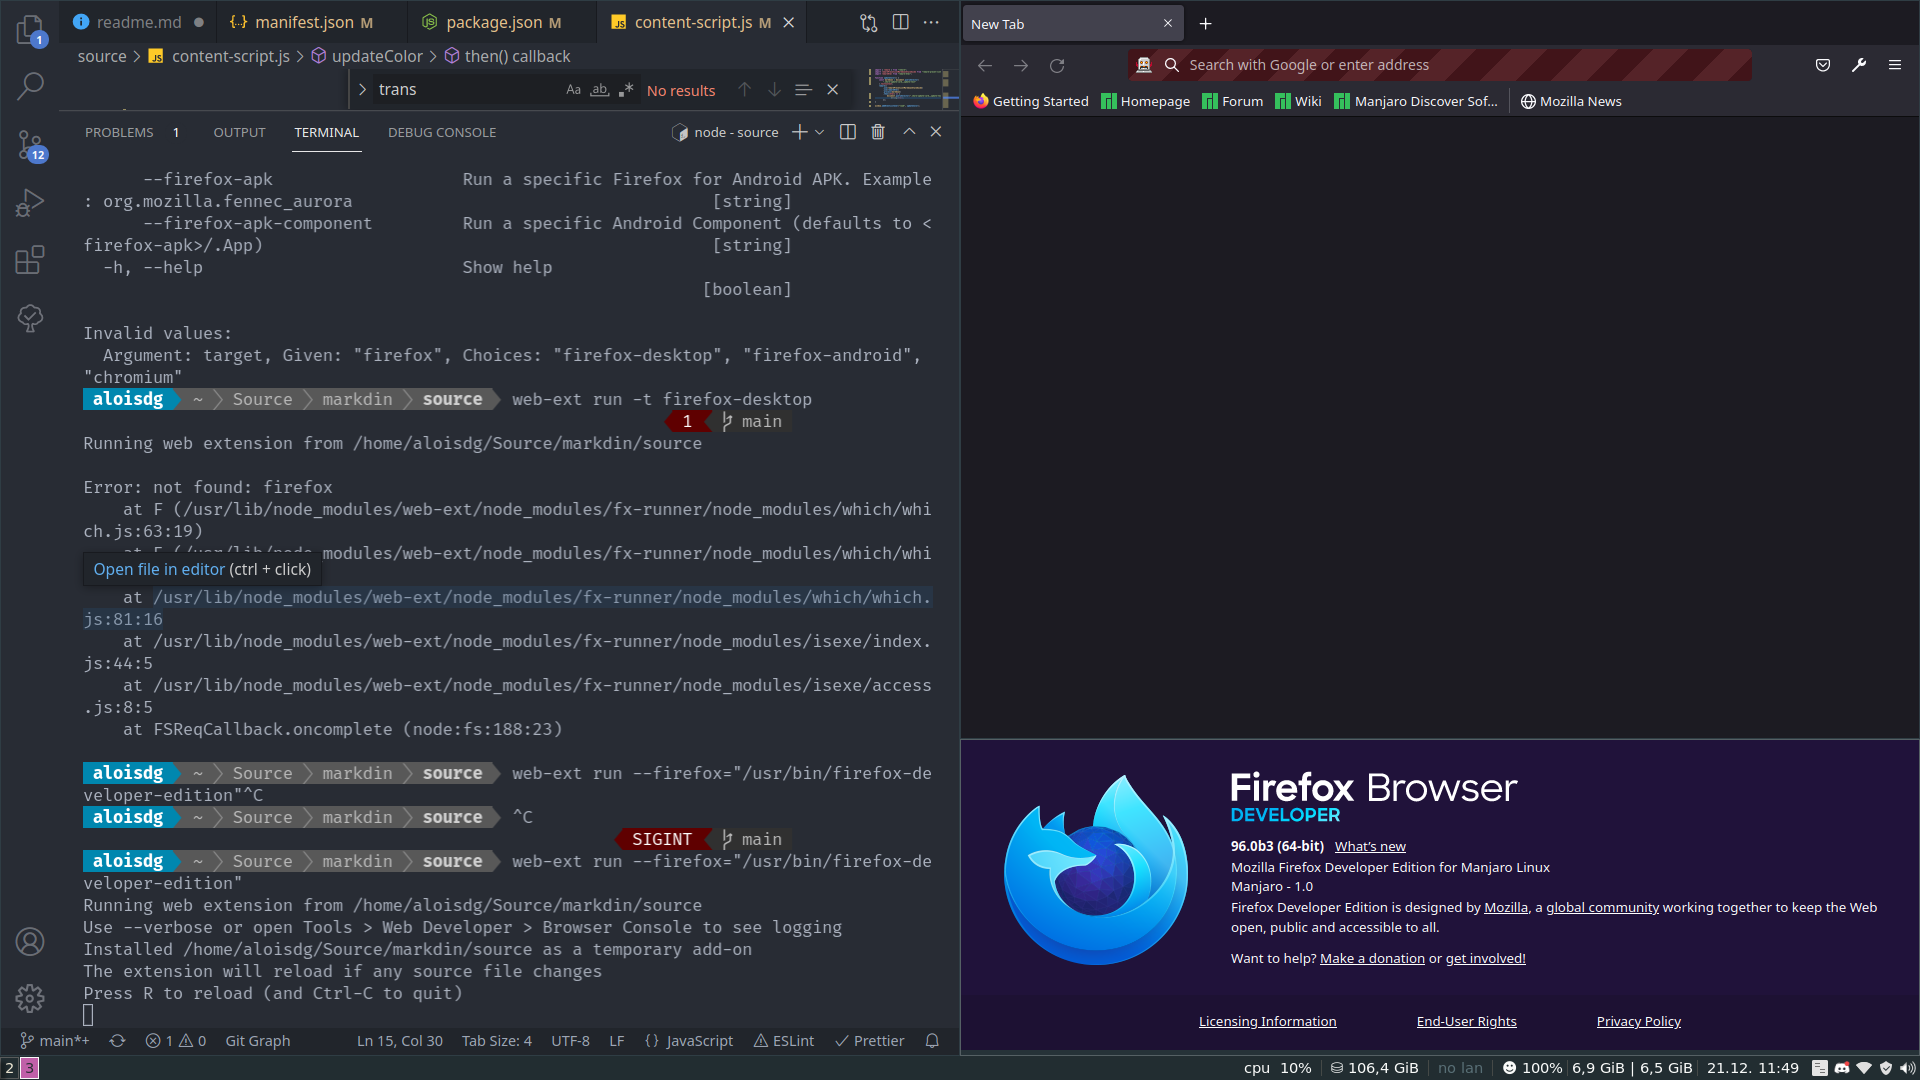 readme.md
manifest.json M
package.json M
content-script.js M
source > content-script.js > updateColor > then() callback
trans
Aa ab, .* No results
PROBLEMS 1 OUTPUT TERMINAL DEBUG CONSOLE
node - source
--firefox-apk Run a specific Firefox for Android APK. Example
: org.mozilla.fennec_aurora [string]
--firefox-apk-component Run a specific Android Component (defaults to <
firefox-apk>/.App) [string]
-h, --help Show help
[boolean]
Invalid values:
Argument: target, Given: "firefox", Choices: "firefox-desktop", "firefox-android",
"chromium"
aloisdg ~ Source markdin source web-ext run -t firefox-desktop
1 main
Running web extension from /home/aloisdg/Source/markdin/source
Error: not found: firefox
at F (/usr/lib/node_modules/web-ext/node_modules/fx-runner/node_modules/which/whi
ch.js:63:19)
at F (/usr/lib/node_modules/web-ext/node_modules/fx-runner/node_modules/which/whi
Open file in editor (ctrl + click)
at /usr/lib/node_modules/web-ext/node_modules/fx-runner/node_modules/which/which.
js:81:16
at /usr/lib/node_modules/web-ext/node_modules/fx-runner/node_modules/isexe/index.
js:44:5
at /usr/lib/node_modules/web-ext/node_modules/fx-runner/node_modules/isexe/access
.js:8:5
at FSReqCallback.oncomplete (node:fs:188:23)
aloisdg ~ Source markdin source web-ext run --firefox="/usr/bin/firefox-de
veloper-edition"^C
aloisdg ~ Source markdin source ^C
SIGINT main
aloisdg ~ Source markdin source web-ext run --firefox="/usr/bin/firefox-de
veloper-edition"
Running web extension from /home/aloisdg/Source/markdin/source
Use --verbose or open Tools > Web Developer > Browser Console to see logging
Installed /home/aloisdg/Source/markdin/source as a temporary add-on
The extension will reload if any source file changes
Press R to reload (and Ctrl-C to quit)
1
12
main*+ 1 0 Git Graph Ln 15, Col 30 Tab Size: 4 UTF-8 LF {} JavaScript ESLint Prettier
New Tab
Search with Google or enter address
Getting Started Homepage Forum Wiki Manjaro Discover Sof... Mozilla News
Firefox Browser
DEVELOPER
96.0b3 (64-bit) What's new
Mozilla Firefox Developer Edition for Manjaro Linux
Manjaro - 1.0
Firefox Developer Edition is designed by Mozilla, a global community working together to keep the Web
open, public and accessible to all.
Want to help? Make a donation or get involved!
Licensing Information End-User Rights Privacy Policy
2 3
cpu 10% 106,4 GiB no lan 100% 6,9 GiB | 6,5 GiB 21.12. 11:49